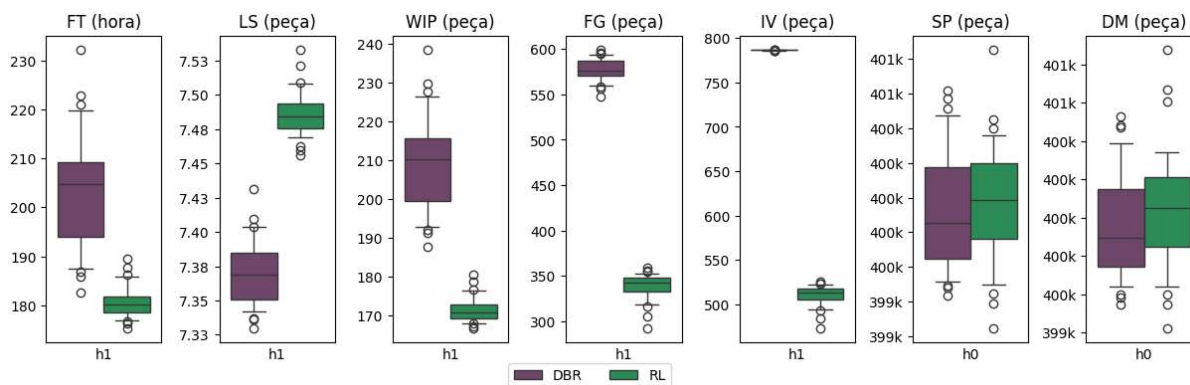 FT (hora) LS (peça) WIP (peça) FG (peça) IV (peça) SP (peça) DM (peça)
230 7.53 240 600 800 401k 401k
220 7.50 230 550 750 401k 401k
210 7.48 220 500 700 400k 400k
200 7.45 210 450 650 400k 400k
190 7.43 200 400 600 400k 400k
180 7.40 190 350 550 400k 400k
7.38 180 300 500 400k 400k
7.35 170 399k 399k
7.33 399k
h1 h1 h1 h1 h1 h0 h0
DBR RL